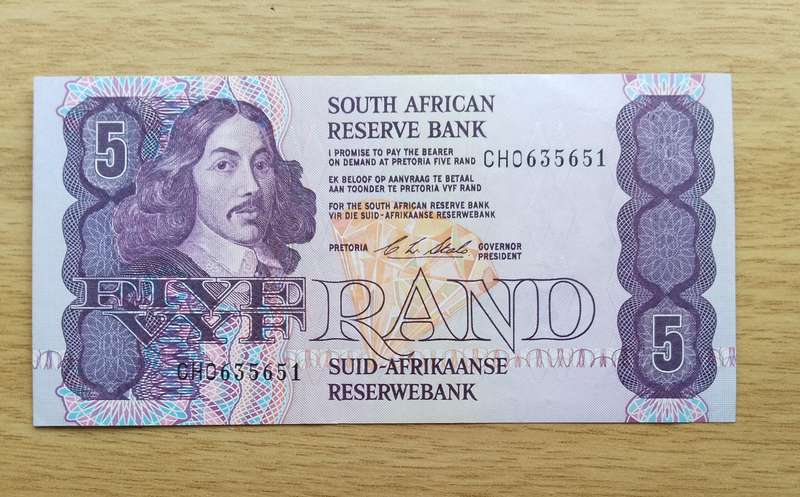 5
SOUTH AFRICAN
RESERVE BANK
I PROMISE TO PAY THE BEARER
ON DEMAND AT PRETORIA FIVE RAND CH0635651
EK BELOOF OP AANVRAAG TE BETAAL
AAN TOONDER TE PRETORIA VYF RAND
FOR THE SOUTH AFRICAN RESERVE BANK
VIR DIE SUID-AFRIKAANSE RESERWEBANK
PRETORIA GOVERNOR
PRESIDENT
FIVE
VYF RAND
5
CH0635651
SUID-AFRIKAANSE
RESERWEBANK